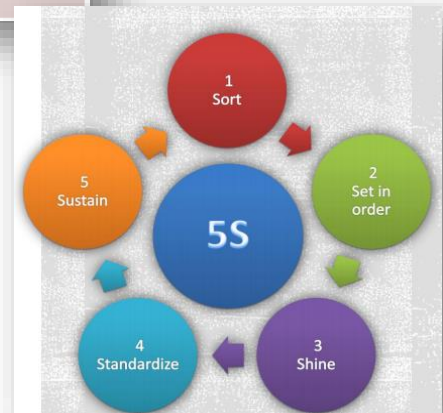 1
Sort
2
Set in
order
3
Shine
4
Standardize
5
Sustain
5S